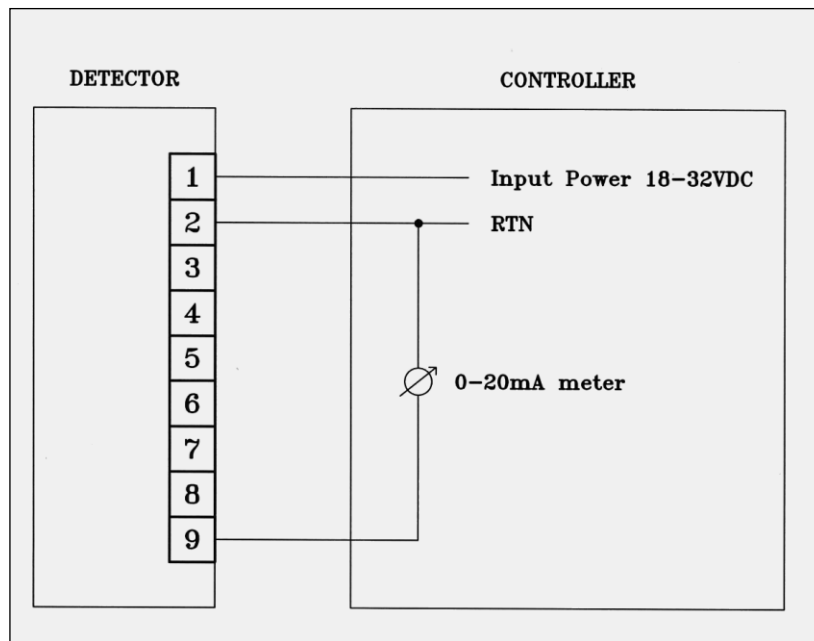 DETECTOR
CONTROLLER
1
Input Power 18-32VDC
2
RTN
3
4
5
0-20mA meter
6
7
8
9